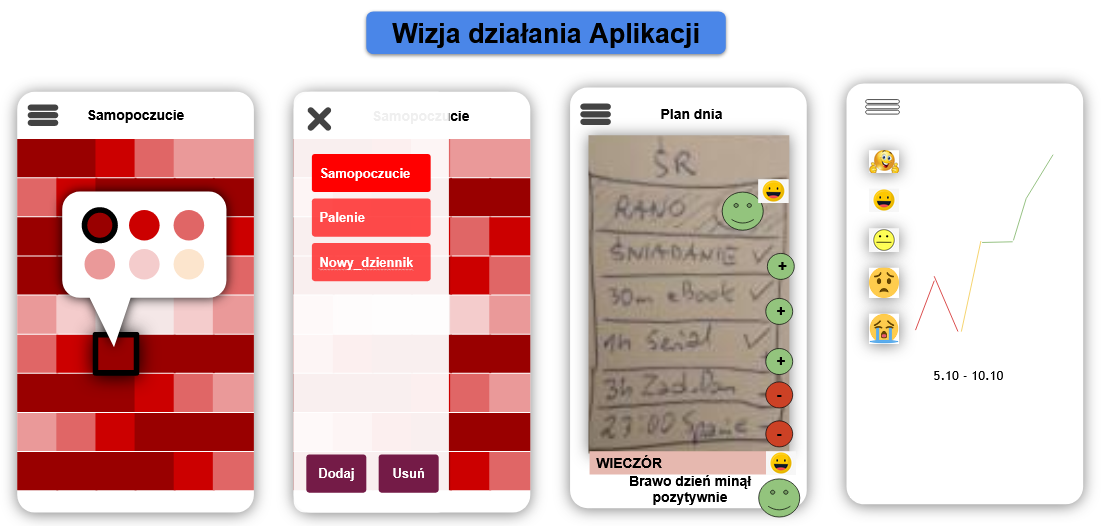 Wizja działania Aplikacji
Samopoczucie
Samopoczucie
Samopoczucie
Palenie
Nowy_dziennik
Dodaj
Usuń
Plan dnia
ŚR
RANO
ŚNIADANIE ✓
+
30m eBook ✓
+
1h Serial ✓
+
3h Zad.Dom
-
23:00 Spanie
-
WIECZÓR
Brawo dzień minął
pozytywnie
5.10 - 10.10